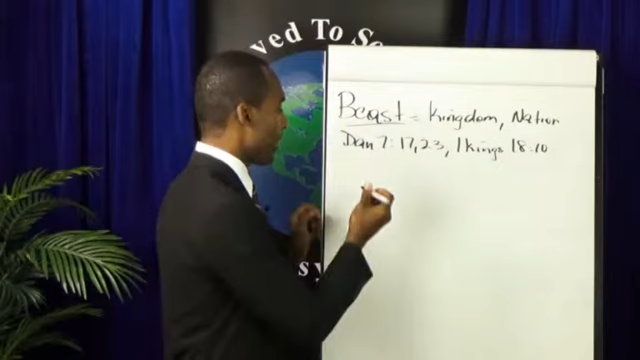 ved To S
Beast = Kingdom, Nation
Dan 7:17,23, 1 Kings 18:10